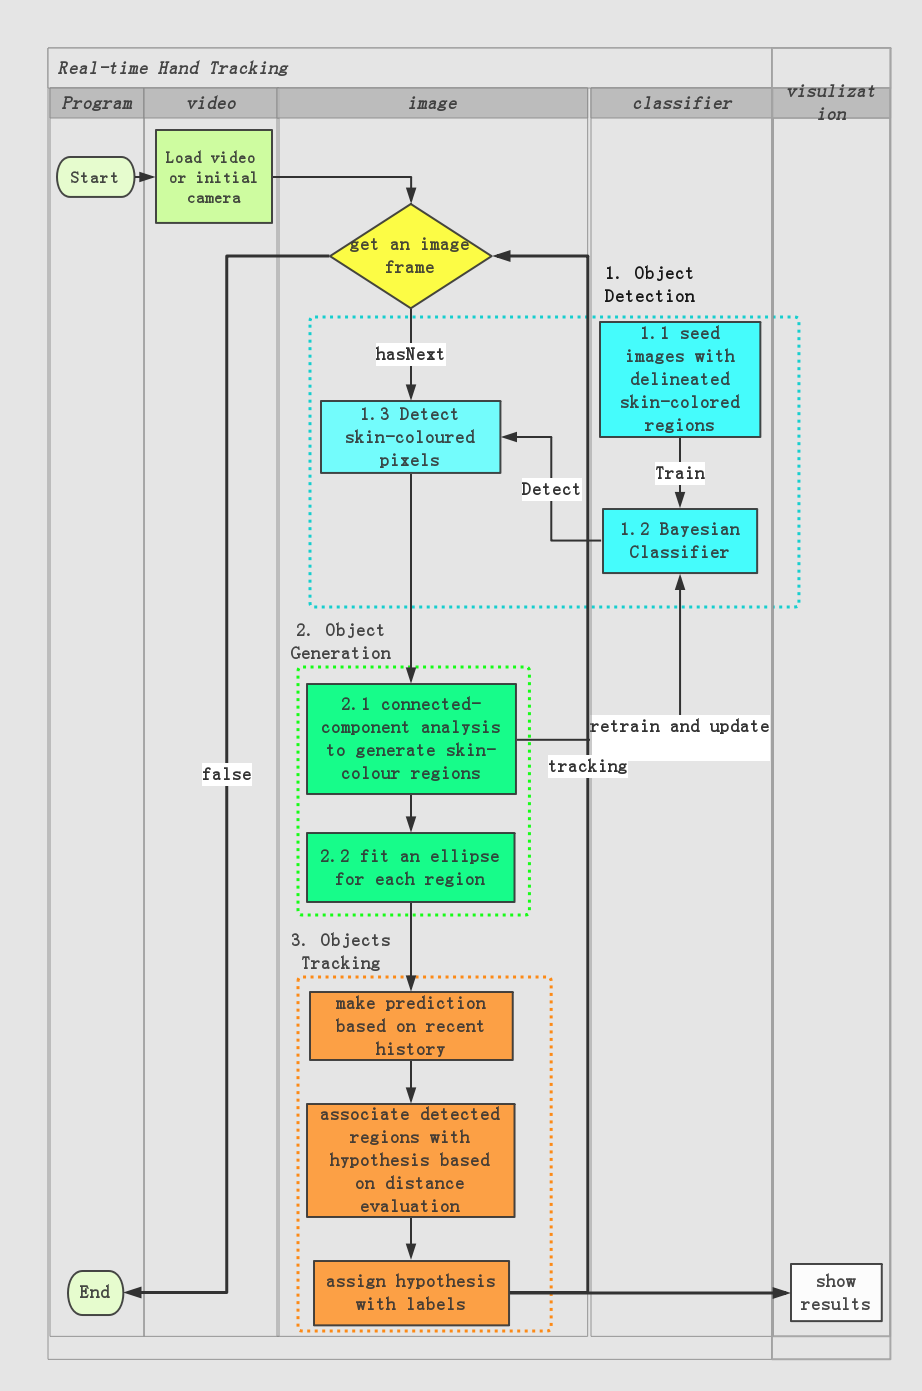 Real-time Hand Tracking
Program
video
image
classifier
visulizat
ion
Start
Load video
or initial
camera
get an image
frame
1. Object
Detection
hasNext
1.1 seed
images with
delineated
skin-colored
regions
1.3 Detect
skin-coloured
pixels
Train
Detect
1.2 Bayesian
Classifier
2. Object
Generation
2.1 connected-
component analysis
to generate skin-
colour regions
retrain and update
tracking
false
2.2 fit an ellipse
for each region
3. Objects
Tracking
make prediction
based on recent
history
associate detected
regions with
hypothesis based
on distance
evaluation
assign hypothesis
with labels
End
show
results